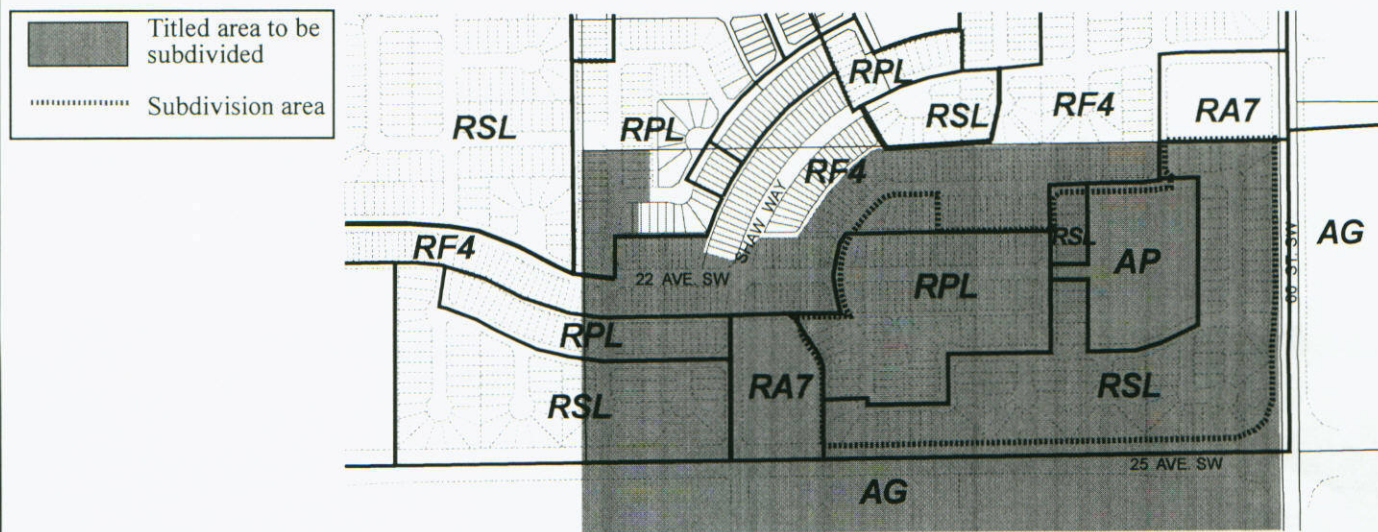 Titled area to be
subdivided
Subdivision area
RSL
RPL
RPL
RSL
RF4
RA7
RF4
SHAW WAY
RF4
22 AVE. SW
RSL
AP
RPL
AG
66 ST SW
RPL
RA7
RSL
RSL
25 AVE. SW
AG